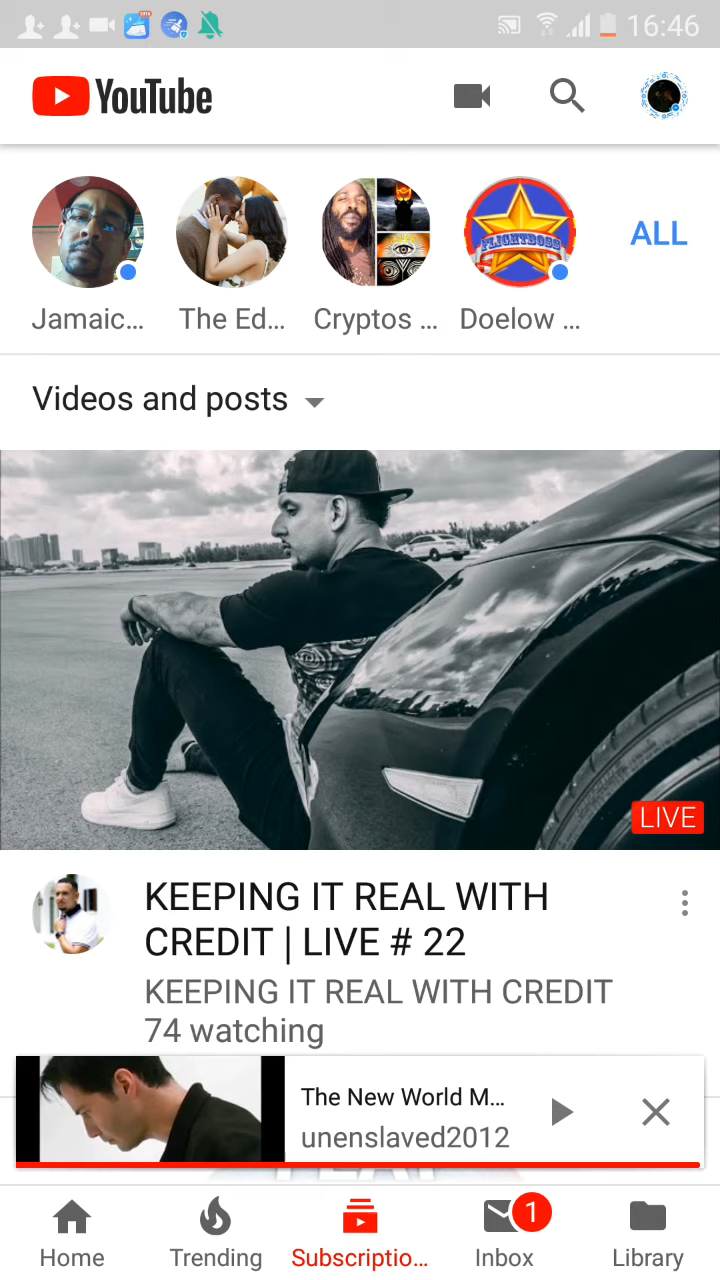 16:46
YouTube
FLIGHTBOSS
ALL
Jamaic...
The Ed...
Cryptos ...
Doelow ...
Videos and posts
LIVE
KEEPING IT REAL WITH
CREDIT | LIVE # 22
KEEPING IT REAL WITH CREDIT
74 watching
The New World M...
unenslaved2012
1
Home
Trending
Subscriptio...
Inbox
Library